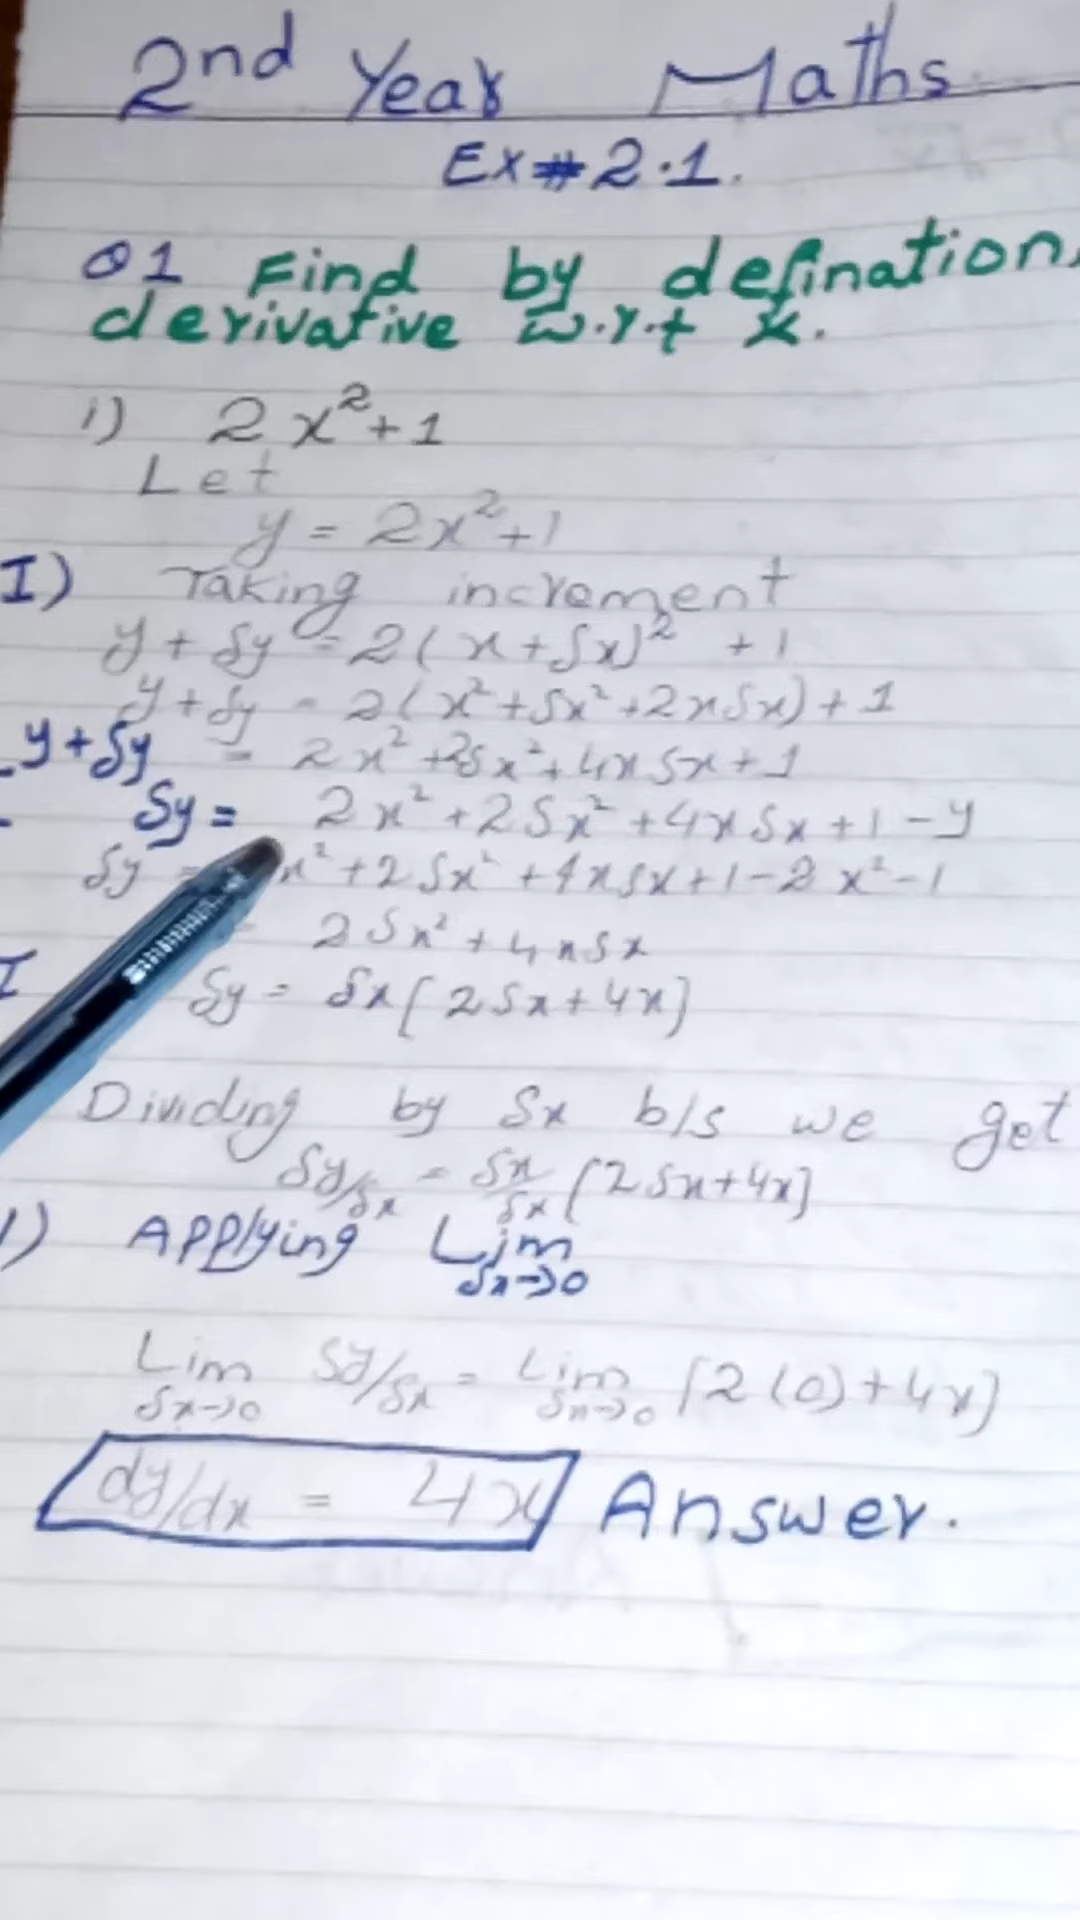 2nd Year Maths
Ex#2.1.
Q1 Find by defination,
derivative w.r.t x.
i) 2x²+1
Let
y = 2x²+1
I) Taking increment
y + δy = 2(x+δx)² + 1
y + δy = 2(x²+δx²+2xδx)+1
y+δy = 2x²+2δx²+4xδx+1
δy = 2x²+2δx²+4xδx+1-y
δy = x²+2δx²+4xδx+1-2x²-1
= 2δx²+4xδx
I δy = δx[2δx+4x]
Dividing by δx b/s we get
δy/δx = δx/δx [2δx+4x]
1) Applying Lim δx→0
Lim δx→0 δy/δx = Lim δx→0 [2(0)+4x]
dy/dx = 4x Answer.